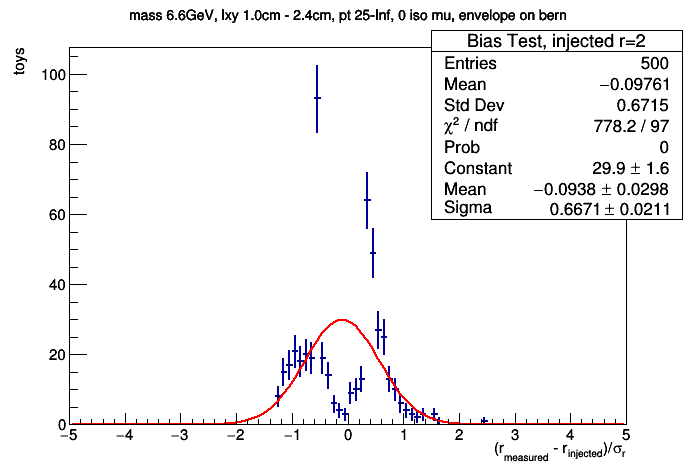 mass 6.6GeV, lxy 1.0cm - 2.4cm, pt 25-Inf, 0 iso mu, envelope on bern
Bias Test, injected r=2
Entries 500
Mean −0.09761
Std Dev 0.6715
χ² / ndf 778.2 / 97
Prob 0
Constant 29.9 ± 1.6
Mean −0.0938 ± 0.0298
Sigma 0.6671 ± 0.0211
toys
100
80
60
40
20
0
−5 −4 −3 −2 −1 0 1 2 3 4 5
(r_measured - r_injected)/σ_r